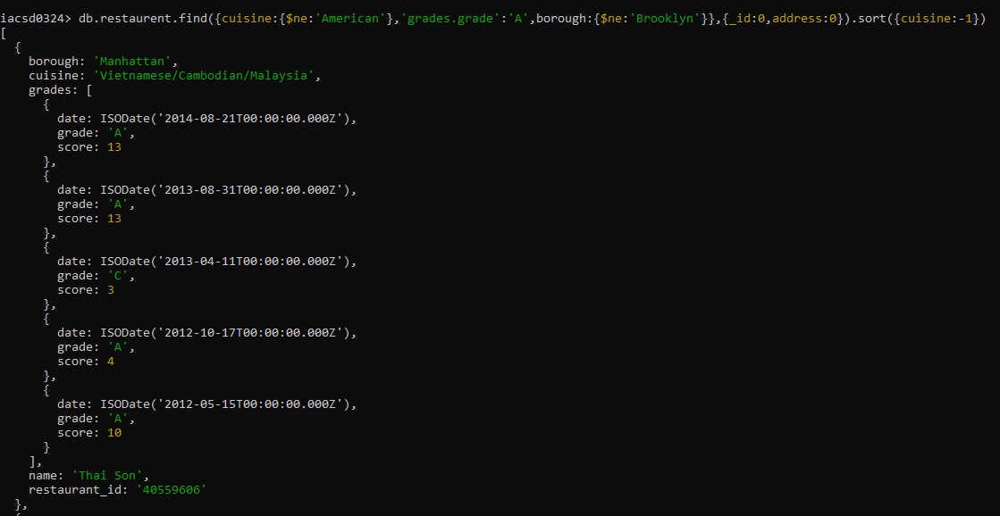 iacsd0324> db.restaurent.find({cuisine:{$ne:'American'},'grades.grade':'A',borough:{$ne:'Brooklyn'}},{_id:0,address:0}).sort({cuisine:-1})
[
  {
    borough: 'Manhattan',
    cuisine: 'Vietnamese/Cambodian/Malaysia',
    grades: [
      {
        date: ISODate('2014-08-21T00:00:00.000Z'),
        grade: 'A',
        score: 13
      },
      {
        date: ISODate('2013-08-31T00:00:00.000Z'),
        grade: 'A',
        score: 13
      },
      {
        date: ISODate('2013-04-11T00:00:00.000Z'),
        grade: 'C',
        score: 3
      },
      {
        date: ISODate('2012-10-17T00:00:00.000Z'),
        grade: 'A',
        score: 4
      },
      {
        date: ISODate('2012-05-15T00:00:00.000Z'),
        grade: 'A',
        score: 10
      }
    ],
    name: 'Thai Son',
    restaurant_id: '40559606'
  },
  {